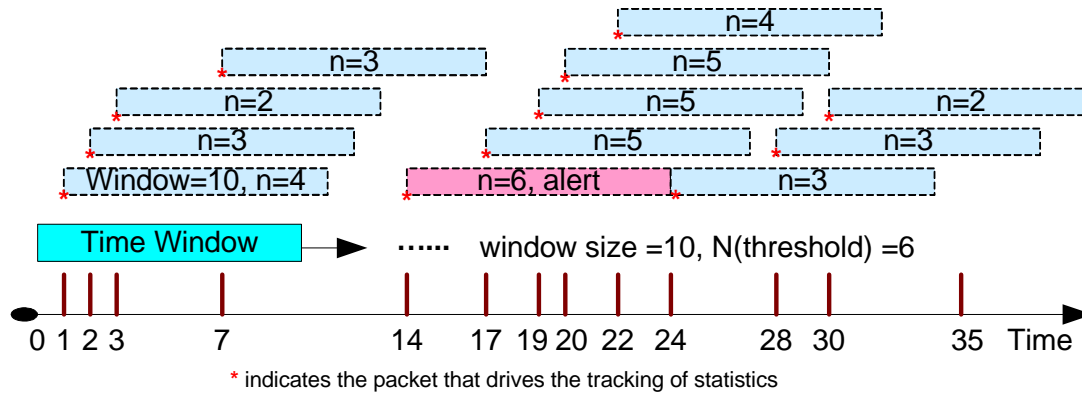 n=4
n=3 n=5
n=2 n=5 n=2
n=3 n=5 n=3
Window=10, n=4 n=6, alert n=3
Time Window ...... window size =10, N(threshold) =6
0 1 2 3 7 14 17 19 20 22 24 28 30 35 Time
* indicates the packet that drives the tracking of statistics